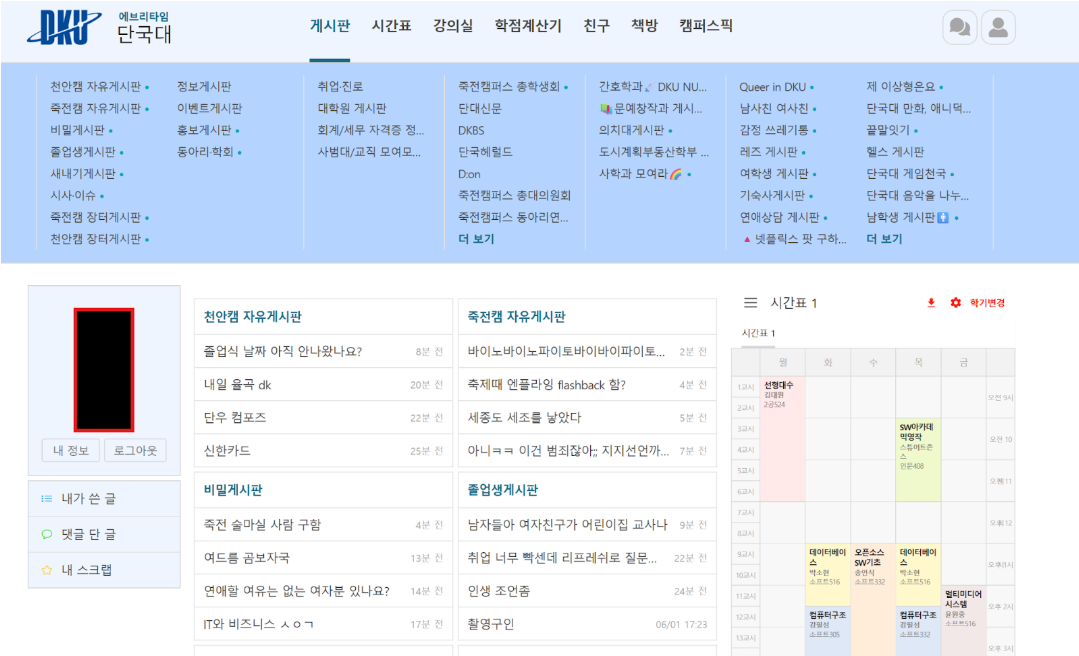 DKU
에브리타임
단국대
게시판 시간표 강의실 학점계산기 친구 책방 캠퍼스픽
천안캠 자유게시판
죽전캠 자유게시판
비밀게시판
졸업생게시판
새내기게시판
시사·이슈
죽전캠 장터게시판
천안캠 장터게시판
정보게시판
이벤트게시판
홍보게시판
동아리·학회
취업·진로
대학원 게시판
회계/세무 자격증 정...
사범대/교직 모여모...
죽전캠퍼스 총학생회
단대신문
DKBS
단국헤럴드
D:on
죽전캠퍼스 총대의원회
죽전캠퍼스 동아리연...
더 보기
간호학과💉DKU NU...
📚문예창작과 게시...
의치대게시판
도시계획부동산학부 ...
사학과 모여라🌈
Queer in DKU
남사친 여사친
감정 쓰레기통
레즈 게시판
여학생 게시판
기숙사게시판
연애상담 게시판
🔺넷플릭스 팟 구하...
제 이상형은요
단국대 만화, 애니덕...
끝말잇기
헬스 게시판
단국대 게임천국
단국대 음악을 나누...
남학생 게시판🚹
더 보기
내 정보 로그아웃
내가 쓴 글
댓글 단 글
내 스크랩
천안캠 자유게시판
졸업식 날짜 아직 안나왔나요? 8분 전
내일 율곡 dk 20분 전
단우 컴포즈 22분 전
신한카드 25분 전
죽전캠 자유게시판
바이노바이노파이토바이바이파이토... 2분 전
축제때 엔플라잉 flashback 함? 4분 전
세종도 세조를 낳았다 5분 전
아니ㅋㅋ 이건 범죄잖아;; 지지선언까... 7분 전
비밀게시판
죽전 술마실 사람 구함 4분 전
여드름 곰보자국 13분 전
연애할 여유는 없는 여자분 있나요? 14분 전
IT와 비즈니스 ㅅㅇㄱ 17분 전
졸업생게시판
남자들아 여자친구가 어린이집 교사나 9분 전
취업 너무 빡센데 리프레쉬로 질문... 22분 전
인생 조언좀 24분 전
촬영구인 06/01 17:23
시간표 1 학기변경
시간표 1
월 화 수 목 금
1교시
2교시
3교시
4교시
5교시
6교시
7교시
8교시
9교시
10교시
11교시
12교시
13교시
선형대수
김대원
2공524
SW아카데
믹영작
스튜어트존
스
인문408
데이터베이
스
박소현
소프트516
오픈소스
SW기초
송인식
소프트332
데이터베이
스
박소현
소프트516
컴퓨터구조
강필성
소프트305
컴퓨터구조
강필성
소프트332
멀티미디어
시스템
윤원중
소프트516
오전 9시
오전 10
오전 11
오후 12
오후 1시
오후 2시
오후 3시